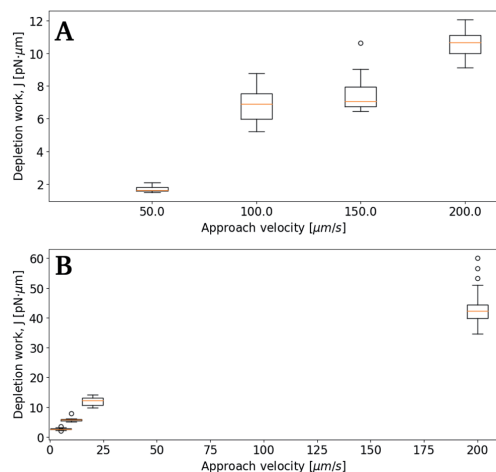 A
12
10
8
6
4
2
Depletion work, J [pN·μm]
50.0 100.0 150.0 200.0
Approach velocity [μm/s]
B
60
50
40
30
20
10
0
Depletion work, J [pN·μm]
0 25 50 75 100 125 150 175 200
Approach velocity [μm/s]